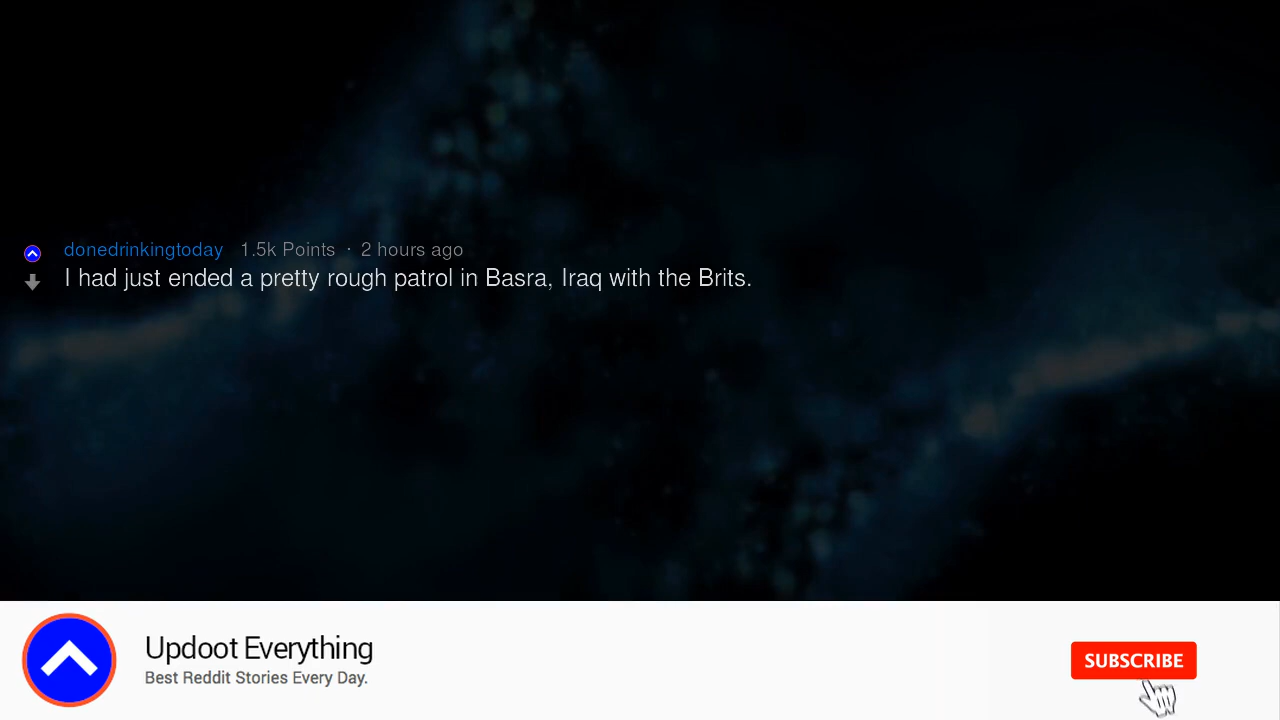 donedrinkingtoday 1.5k Points · 2 hours ago
I had just ended a pretty rough patrol in Basra, Iraq with the Brits.
Updoot Everything
Best Reddit Stories Every Day.
SUBSCRIBE